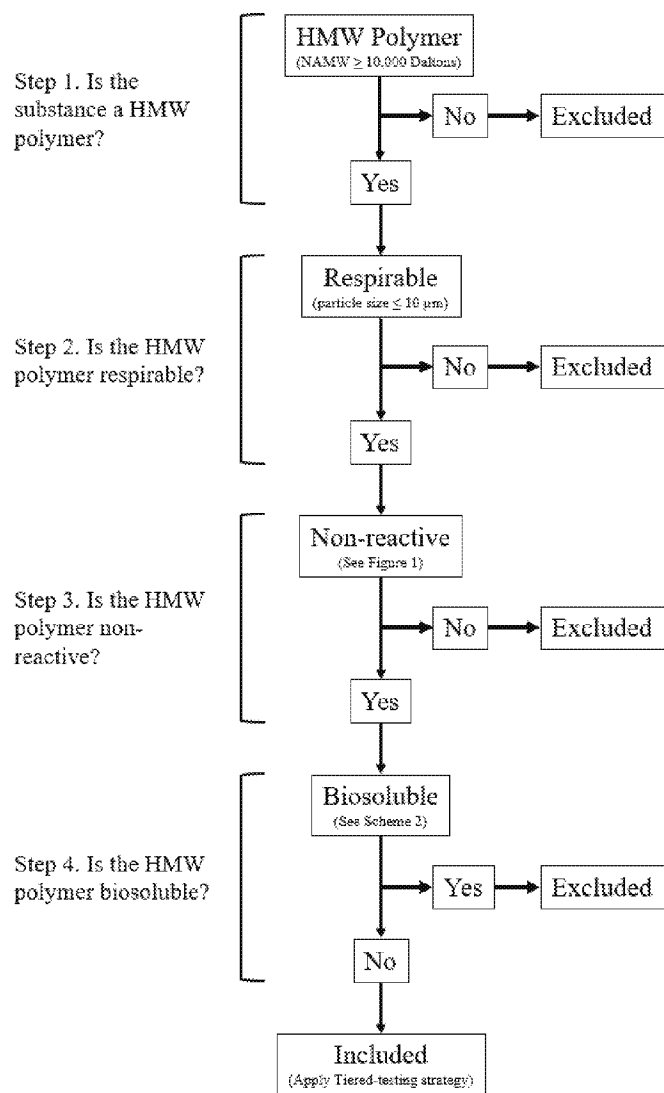 HMW Polymer
(NAMW ≥ 10,000 Daltons)
Step 1. Is the
substance a HMW
polymer?
No
Excluded
Yes
Respirable
(particle size ≤ 10 μm)
Step 2. Is the HMW
polymer respirable?
No
Excluded
Yes
Non-reactive
(See Figure 1)
Step 3. Is the HMW
polymer non-
reactive?
No
Excluded
Yes
Biosoluble
(See Scheme 2)
Step 4. Is the HMW
polymer biosoluble?
Yes
Excluded
No
Included
(Apply Tiered-testing strategy)